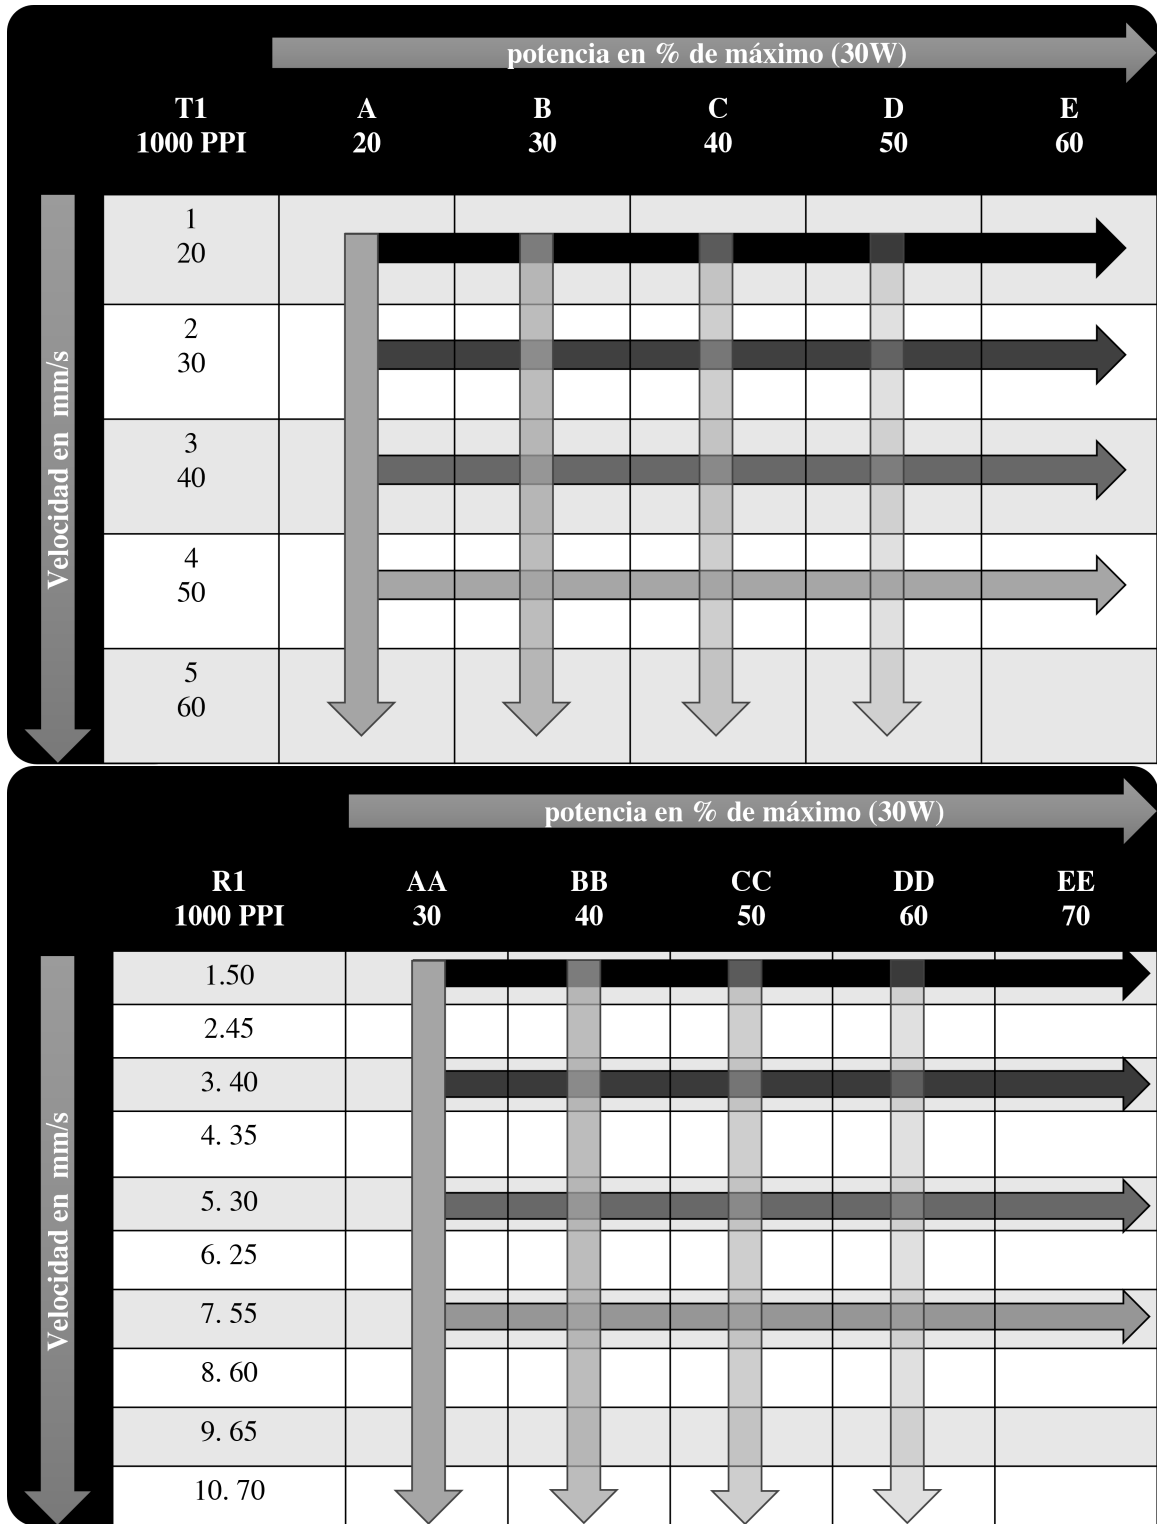 potencia en % de máximo (30W)
T1 A B C D E
1000 PPI 20 30 40 50 60
Velocidad en mm/s
1
20
2
30
3
40
4
50
5
60
potencia en % de máximo (30W)
R1 AA BB CC DD EE
1000 PPI 30 40 50 60 70
Velocidad en mm/s
1.50
2.45
3. 40
4. 35
5. 30
6. 25
7. 55
8. 60
9. 65
10. 70